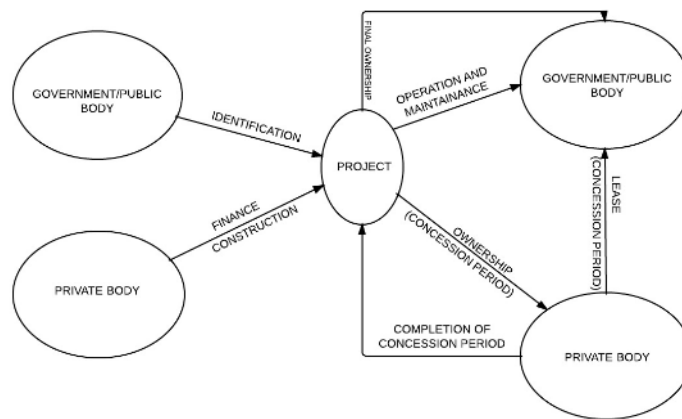 GOVERNMENT/PUBLIC
BODY
IDENTIFICATION
FINANCE
CONSTRUCTION
PRIVATE BODY
PROJECT
FINAL OWNERSHIP
OPERATION AND
MAINTAINANCE
GOVERNMENT/PUBLIC
BODY
LEASE
(CONCESSION PERIOD)
OWNERSHIP
(CONCESSION PERIOD)
COMPLETION OF
CONCESSION PERIOD
PRIVATE BODY